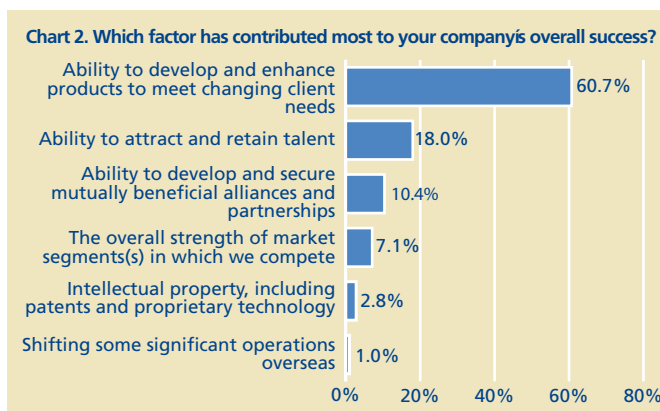 Chart 2. Which factor has contributed most to your companyís overall success?
Ability to develop and enhance
products to meet changing client
needs
60.7%
Ability to attract and retain talent
18.0%
Ability to develop and secure
mutually beneficial alliances and
partnerships
10.4%
The overall strength of market
segments(s) in which we compete
7.1%
Intellectual property, including
patents and proprietary technology
2.8%
Shifting some significant operations
overseas
1.0%
0% 20% 40% 60% 80%